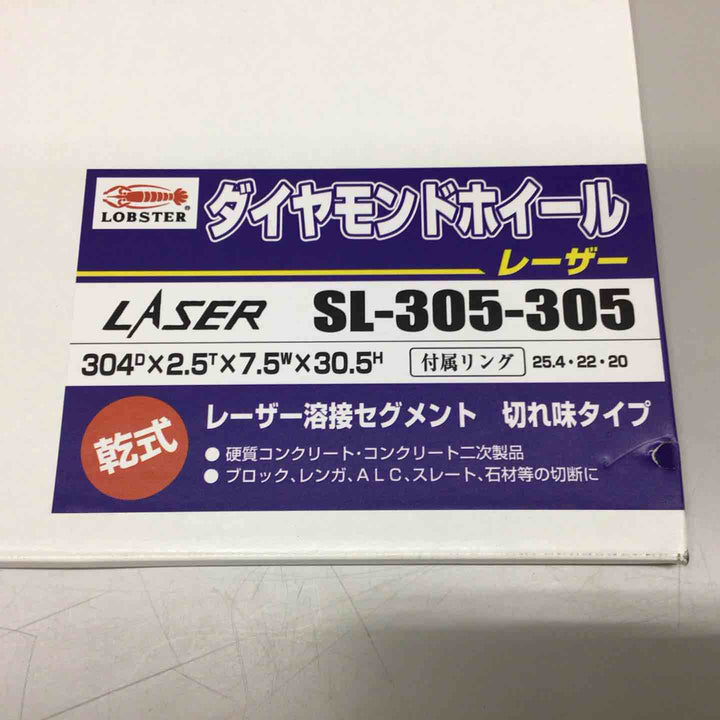 LOBSTER®
ダイヤモンドホイール
レーザー
LASER SL-305-305
304ᴰ×2.5ᵀ×7.5ᵂ×30.5ᴴ 付属リング 25.4・22・20
乾式
レーザー溶接セグメント 切れ味タイプ
● 硬質コンクリート・コンクリート二次製品
● ブロック、レンガ、ALC、スレート、石材等の切断に